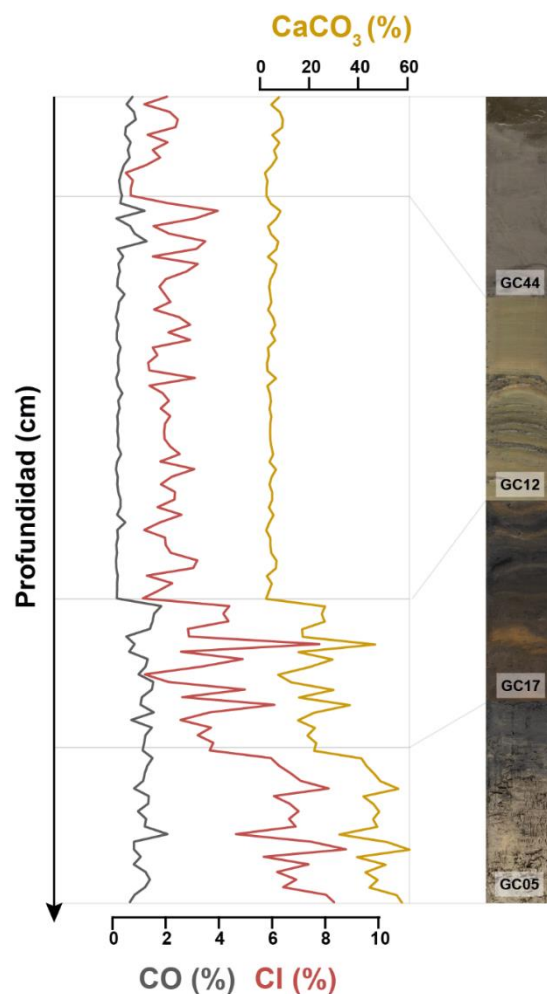 CaCO₃ (%)
0 20 40 60
Profundidad (cm)
GC44
GC12
GC17
GC05
0 2 4 6 8 10
CO (%) CI (%)